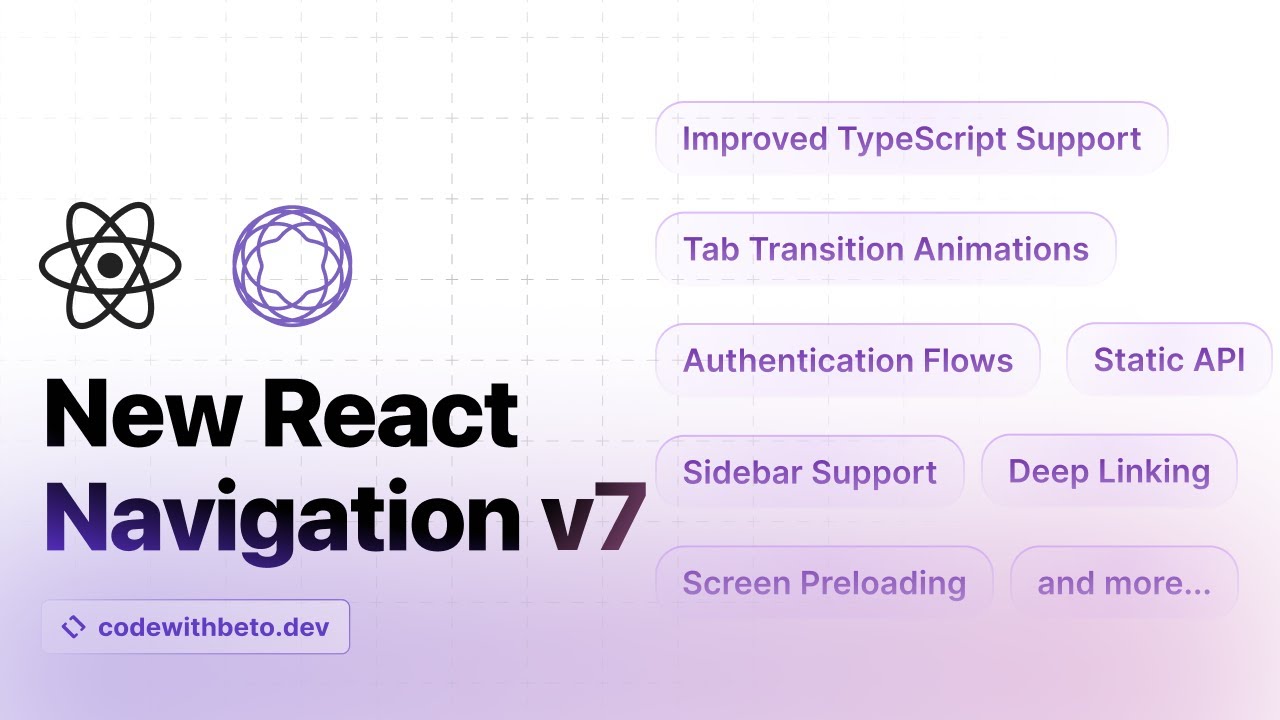 New React
Navigation v7
codewithbeto.dev
Improved TypeScript Support
Tab Transition Animations
Authentication Flows
Static API
Sidebar Support
Deep Linking
Screen Preloading
and more...